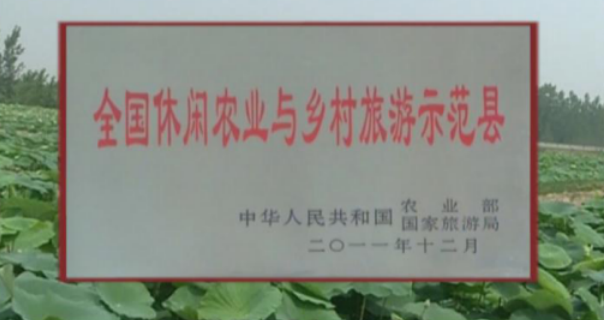 全国休闲农业与乡村旅游示范县
中华人民共和国 农业部
国家旅游局
二〇一一年十二月